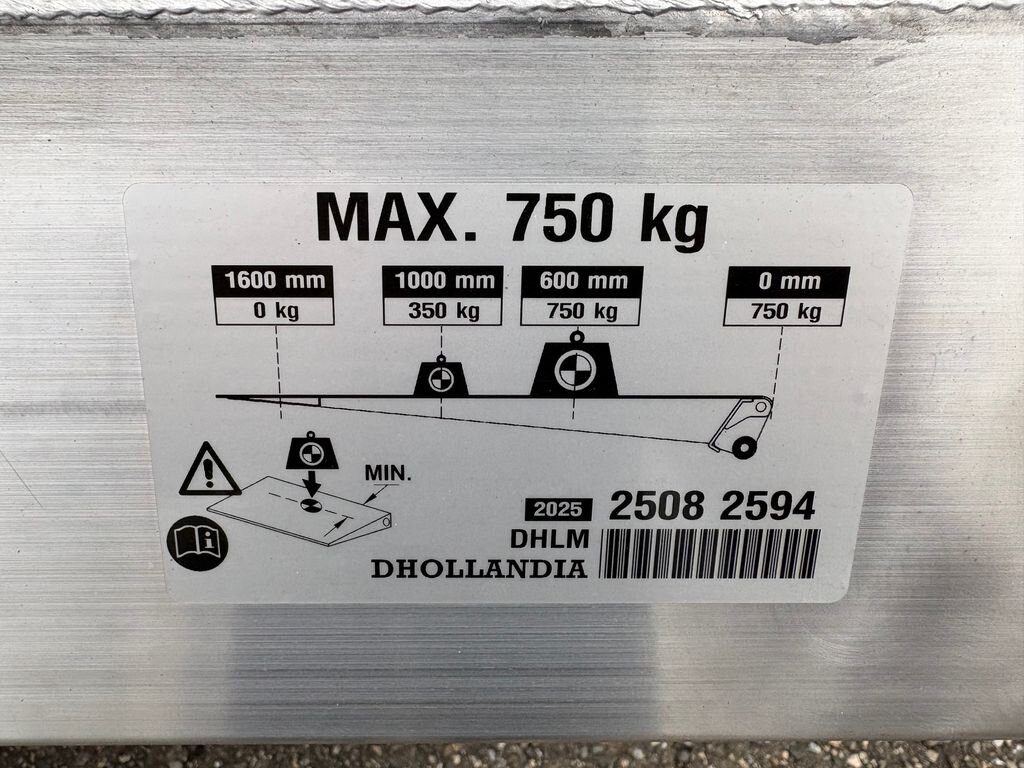 MAX. 750 kg
1600 mm 1000 mm 600 mm 0 mm
0 kg 350 kg 750 kg 750 kg
MIN.
2025 2508 2594
DHLM
DHOLLANDIA
i